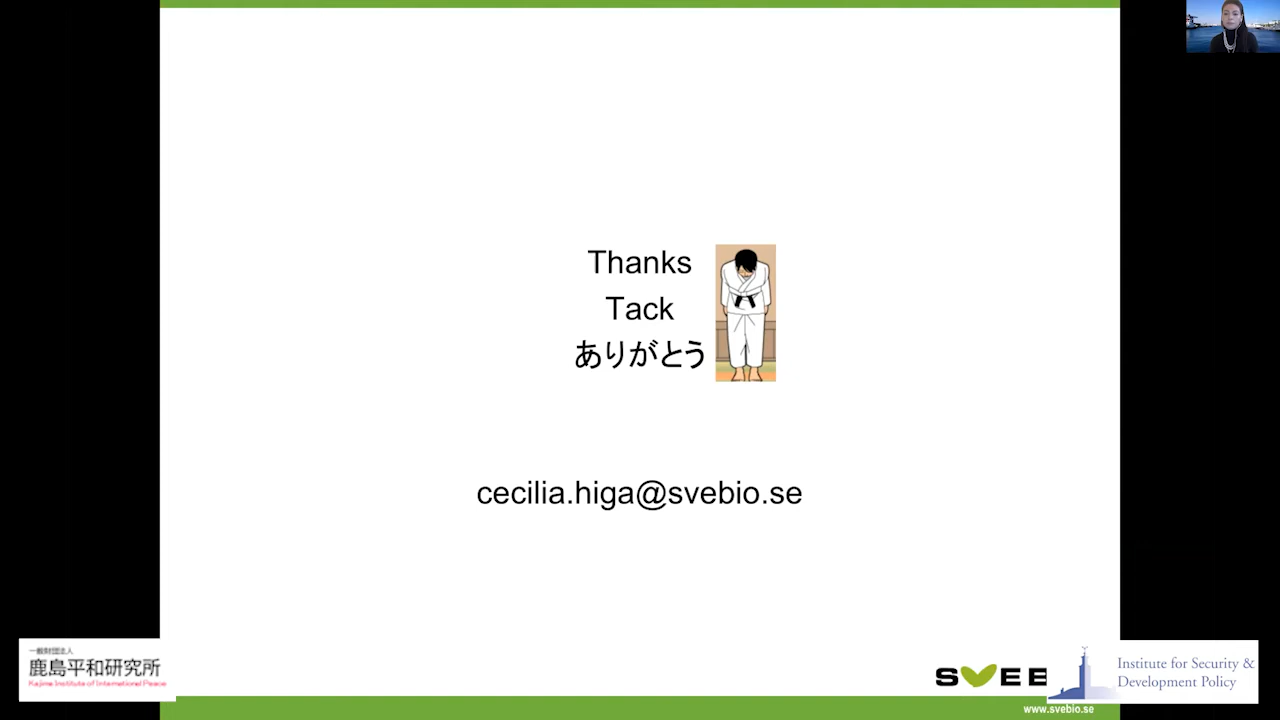 Thanks
Tack
ありがとう
cecilia.higa@svebio.se
一般財団法人
鹿島平和研究所
Kajima Institute of International Peace
SVEB
Institute for Security &
Development Policy
www.svebio.se